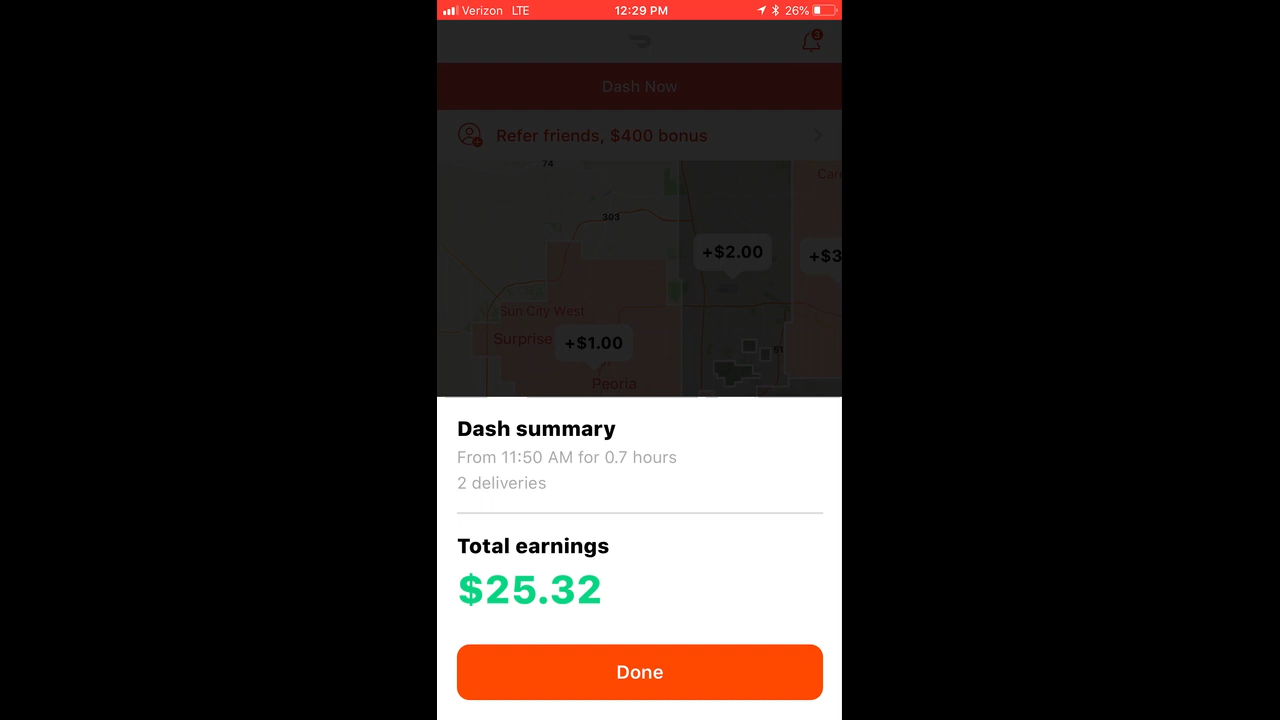 Verizon LTE 12:29 PM 26%
3
Dash Now
Refer friends, $400 bonus
74
303
+$2.00
+$3
Sun City West
Surprise
+$1.00
51
Peoria
Dash summary
From 11:50 AM for 0.7 hours
2 deliveries
Total earnings
$25.32
Done